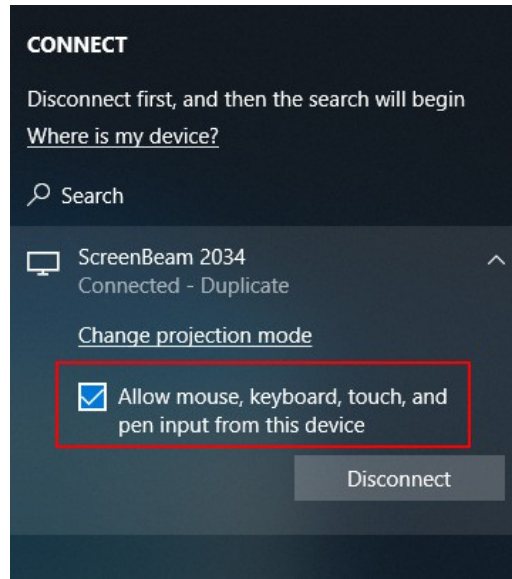 CONNECT
Disconnect first, and then the search will begin
Where is my device?
Search
ScreenBeam 2034
Connected - Duplicate
Change projection mode
Allow mouse, keyboard, touch, and
pen input from this device
Disconnect